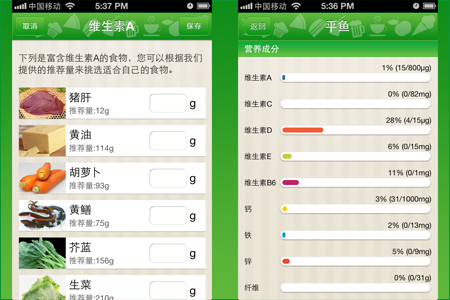 中国移动 5:37 PM
取消 维生素A 保存
下列是富含维生素A的食物，您可以根据我们
提供的推荐量来挑选适合自己的食物。
猪肝
推荐量:12g
g
黄油
推荐量:114g
g
胡萝卜
推荐量:93g
g
黄鳝
推荐量:75g
g
芥蓝
推荐量:156g
g
生菜
推荐量:210g
g
中国移动 5:36 PM
返回 平鱼
营养成分
1% (15/800μg)
维生素A
0% (0/82mg)
维生素C
28% (4/15μg)
维生素D
6% (0/15mg)
维生素E
11% (0/1mg)
维生素B6
3% (31/1000mg)
钙
2% (0/13mg)
铁
5% (0/9mg)
锌
0% (0/31g)
纤维